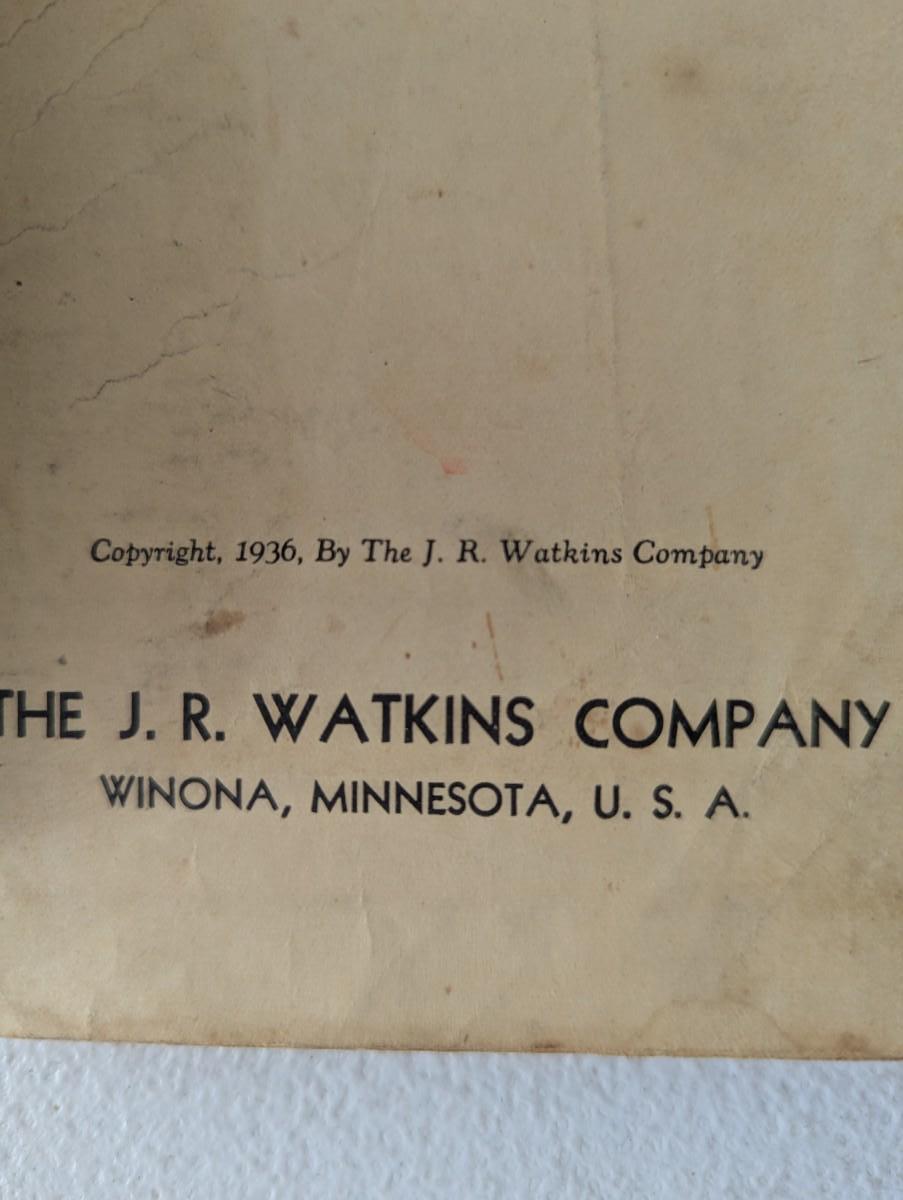 Copyright, 1936, By The J. R. Watkins Company
THE J. R. WATKINS COMPANY
WINONA, MINNESOTA, U. S. A.